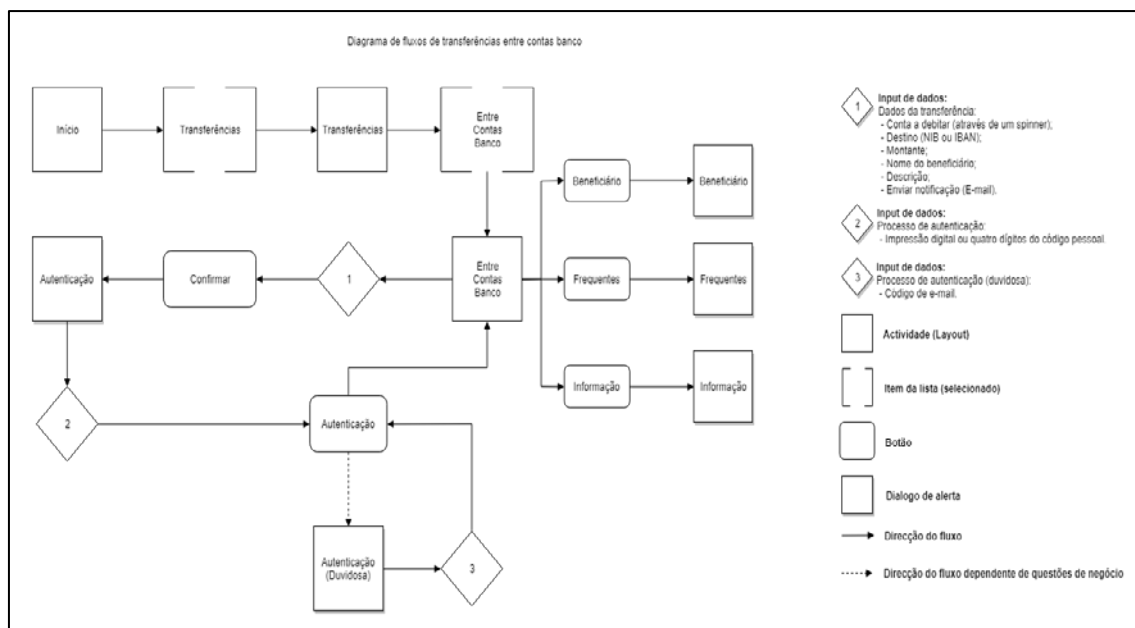 Diagrama de fluxos de transferências entre contas banco
Início
Transferências
Transferências
Entre
Contas
Banco
Beneficiário
Beneficiário
Autenticação
Confirmar
1
Entre
Contas
Banco
Frequentes
Frequentes
Informação
Informação
2
Autenticação
Autenticação
(Duvidosa)
3
1
Input de dados:
Dados da transferência:
- Conta a debitar (através de um spinner);
- Destino (NIB ou IBAN);
- Montante;
- Nome do beneficiário;
- Descrição;
- Enviar notificação (E-mail).
2
Input de dados:
Processo de autenticação:
- Impressão digital ou quatro dígitos do código pessoal.
3
Input de dados:
Processo de autenticação (duvidosa):
- Código de e-mail.
Actividade (Layout)
Item da lista (selecionado)
Botão
Dialogo de alerta
Direcção do fluxo
Direcção do fluxo dependente de questões de negócio